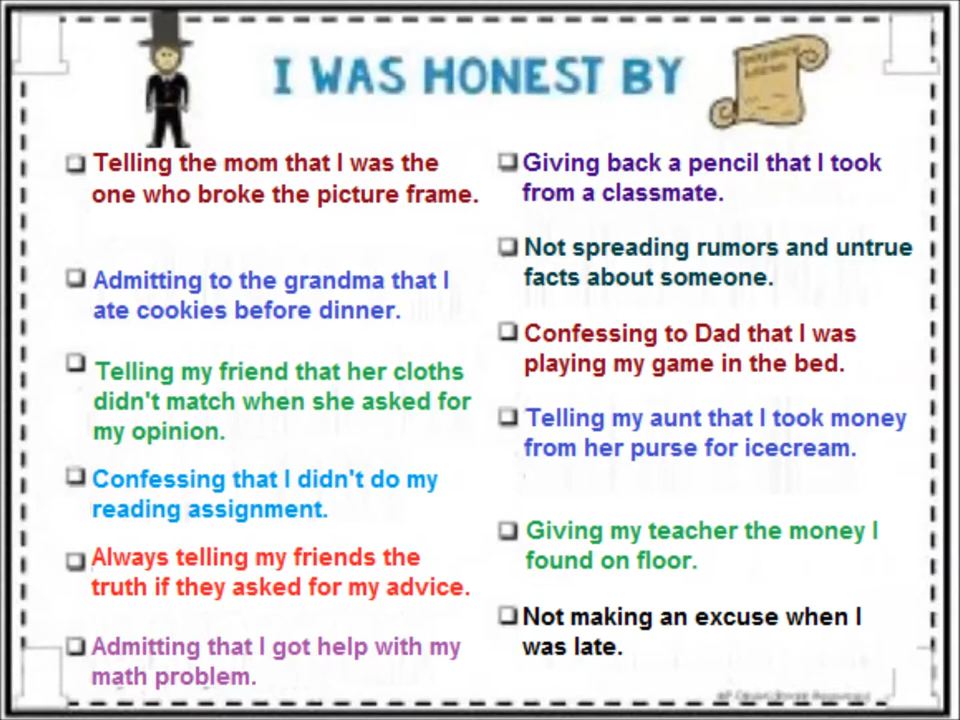 I WAS HONEST BY
Telling the mom that I was the
one who broke the picture frame.
Admitting to the grandma that I
ate cookies before dinner.
Telling my friend that her cloths
didn't match when she asked for
my opinion.
Confessing that I didn't do my
reading assignment.
Always telling my friends the
truth if they asked for my advice.
Admitting that I got help with my
math problem.
Giving back a pencil that I took
from a classmate.
Not spreading rumors and untrue
facts about someone.
Confessing to Dad that I was
playing my game in the bed.
Telling my aunt that I took money
from her purse for icecream.
Giving my teacher the money I
found on floor.
Not making an excuse when I
was late.